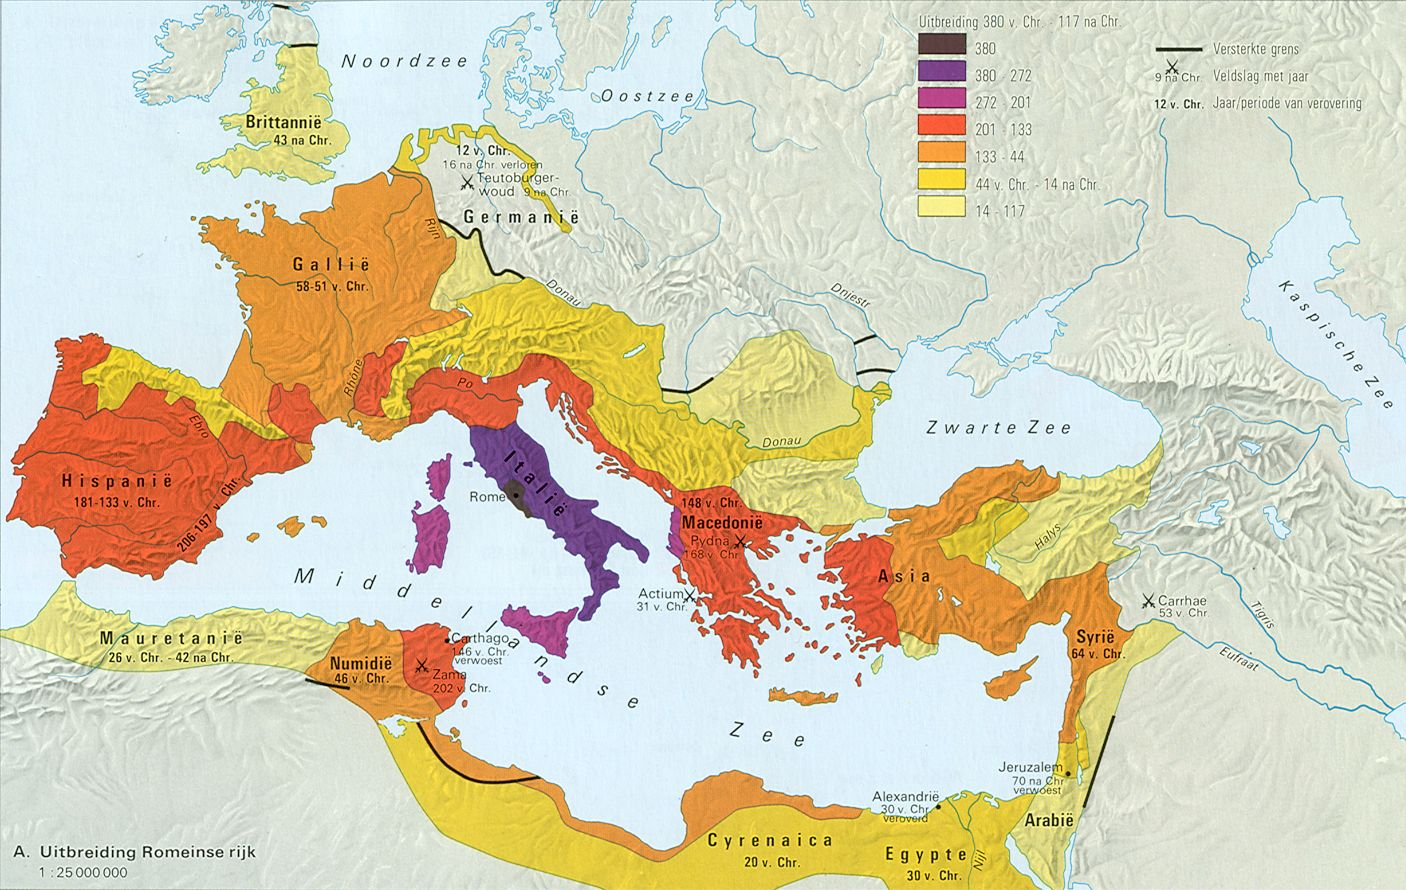 Uitbreiding 380 v. Chr. - 117 na Chr.
380
380 - 272
272 - 201
201 - 133
133 - 44
44 v. Chr. - 14 na Chr.
14 - 117
Versterkte grens
9 na Chr. Veldslag met jaar
12 v. Chr. Jaar/periode van verovering
Noordzee
Oostzee
Brittannië
43 na Chr.
12 v. Chr.
16 na Chr. verloren
Teutoburger-
woud 9 na Chr.
Germanië
Rijn
Gallië
58-51 v. Chr.
Donau
Dnjestr
Kaspische Zee
Rhône
Po
Ebro
Donau
Zwarte Zee
Hispanië
181-133 v. Chr.
206-197 v. Chr.
Italië
Rome
148 v. Chr.
Macedonië
Pydna
168 v. Chr.
Halys
Asia
Actium
31 v. Chr.
Carrhae
53 v. Chr.
Tigris
Eufraat
Middellandse Zee
Mauretanië
26 v. Chr. - 42 na Chr.
Numidië
46 v. Chr.
Carthago
146 v. Chr.
verwoest
Zama
202 v. Chr.
Syrië
64 v. Chr.
Jeruzalem
70 na Chr
verwoest
Alexandrië
30 v. Chr.
veroverd
Arabië
Cyrenaica
20 v. Chr.
Egypte
30 v. Chr.
Nijl
A. Uitbreiding Romeinse rijk
1 : 25 000 000